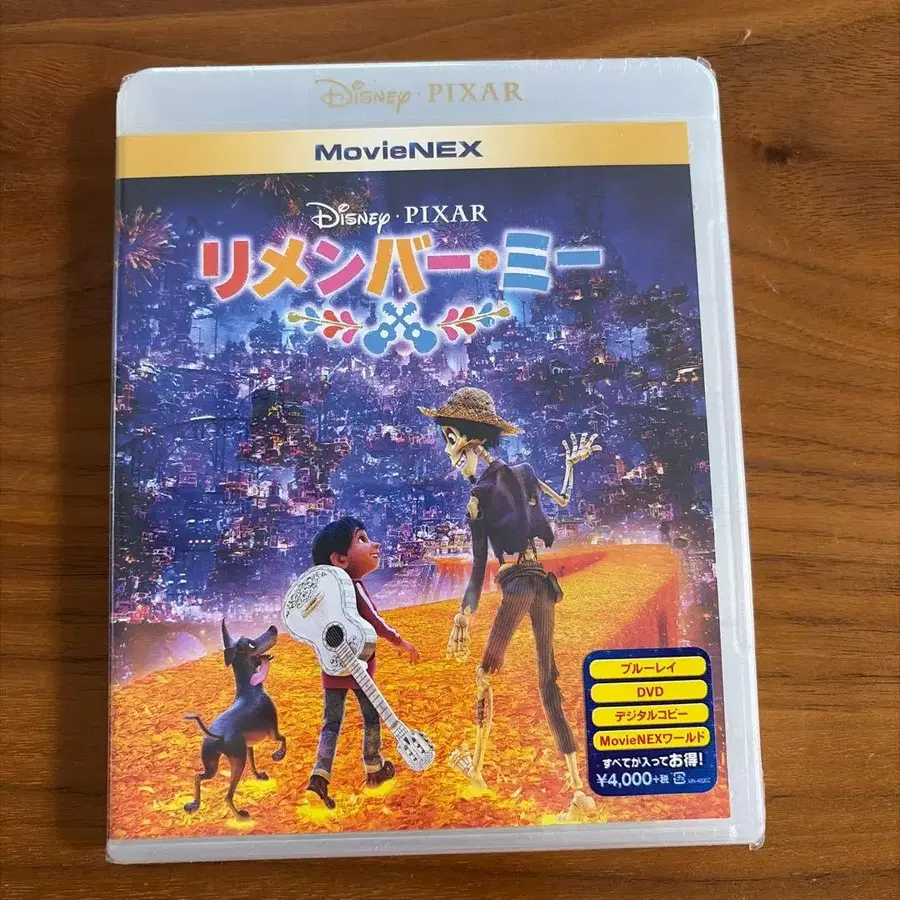 Disney · PIXAR
MovieNEX
Disney · PIXAR
リメンバー・ミー
ブルーレイ
DVD
デジタルコピー
MovieNEXワールド
すべてが入ってお得!
¥4,000+税